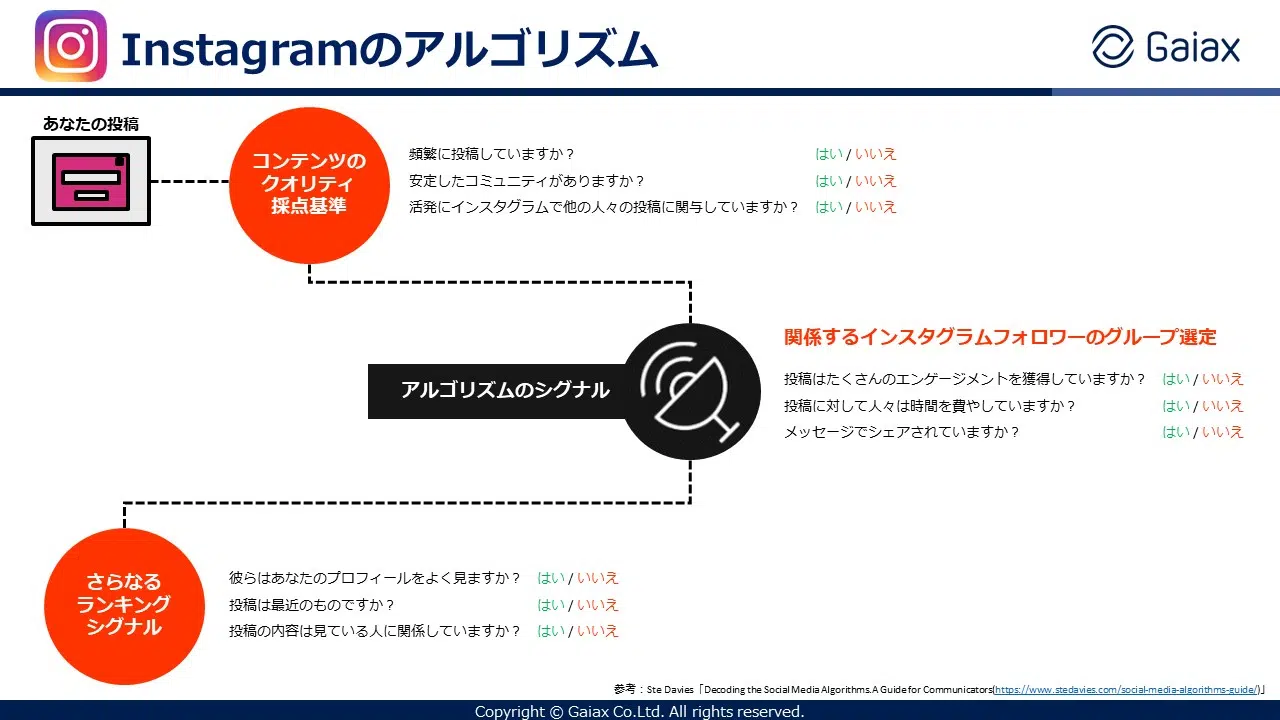 Instagramのアルゴリズム
Gaiax
あなたの投稿
コンテンツの
クオリティ
採点基準
頻繁に投稿していますか？ はい / いいえ
安定したコミュニティがありますか？ はい / いいえ
活発にインスタグラムで他の人々の投稿に関与していますか？ はい / いいえ
アルゴリズムのシグナル
関係するインスタグラムフォロワーのグループ選定
投稿はたくさんのエンゲージメントを獲得していますか？ はい / いいえ
投稿に対して人々は時間を費やしていますか？ はい / いいえ
メッセージでシェアされていますか？ はい / いいえ
さらなる
ランキング
シグナル
彼らはあなたのプロフィールをよく見ますか？ はい / いいえ
投稿は最近のものですか？ はい / いいえ
投稿の内容は見ている人に関係していますか？ はい / いいえ
参考：Ste Davies「Decoding the Social Media Algorithms.A Guide for Communicators(https://www.stedavies.com/social-media-algorithms-guide/)」
Copyright © Gaiax Co.Ltd. All rights reserved.